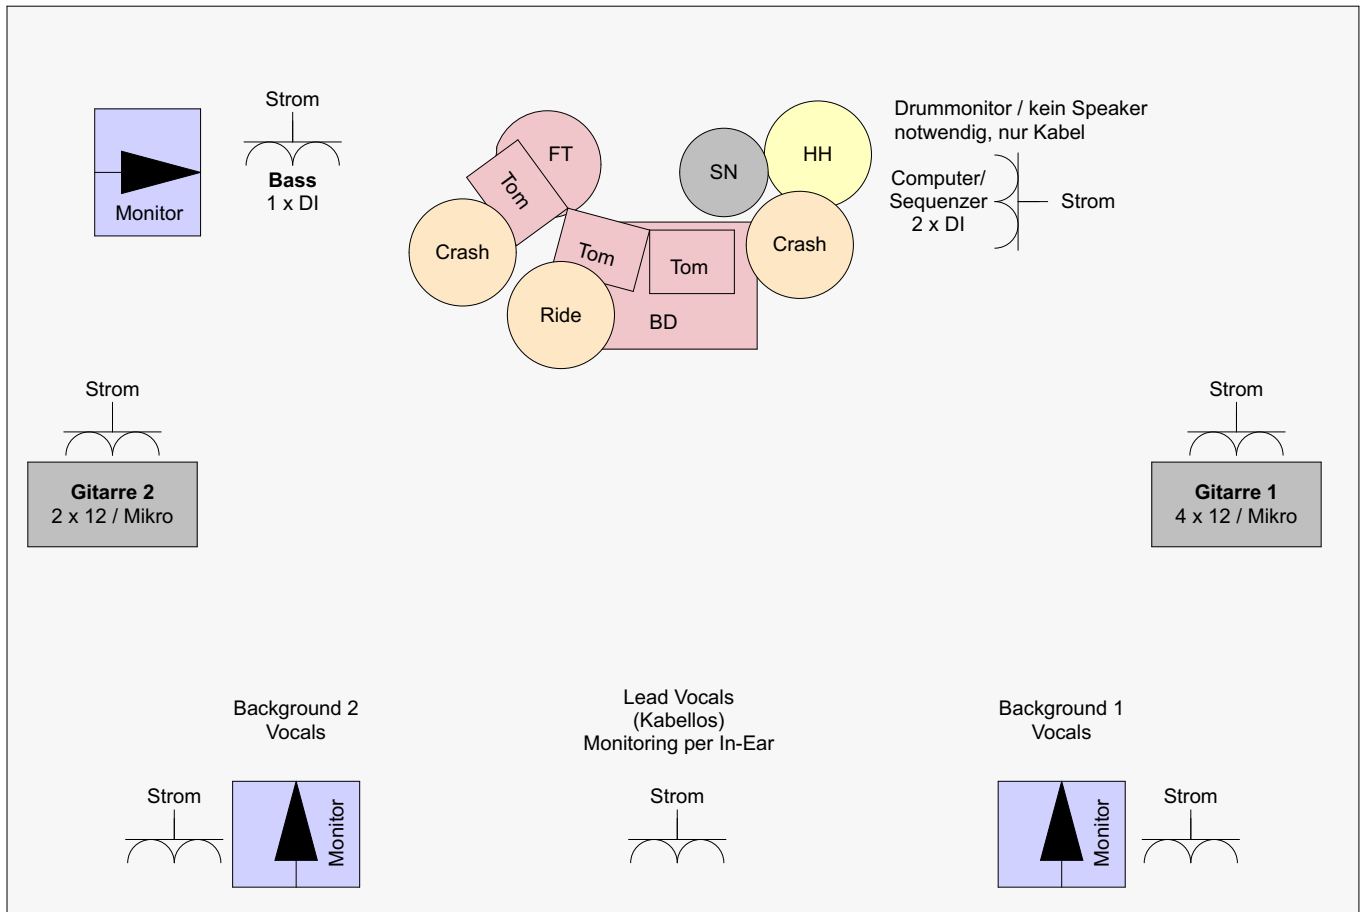 Strom
Bass
1 x DI
Monitor
FT
Tom
Crash
Tom
Tom
Ride
BD
SN
HH
Crash
Drummonitor / kein Speaker
notwendig, nur Kabel
Computer/
Sequenzer
2 x DI
Strom
Strom
Gitarre 2
2 x 12 / Mikro
Strom
Gitarre 1
4 x 12 / Mikro
Background 2
Vocals
Strom
Monitor
Lead Vocals
(Kabellos)
Monitoring per In-Ear
Strom
Background 1
Vocals
Monitor
Strom